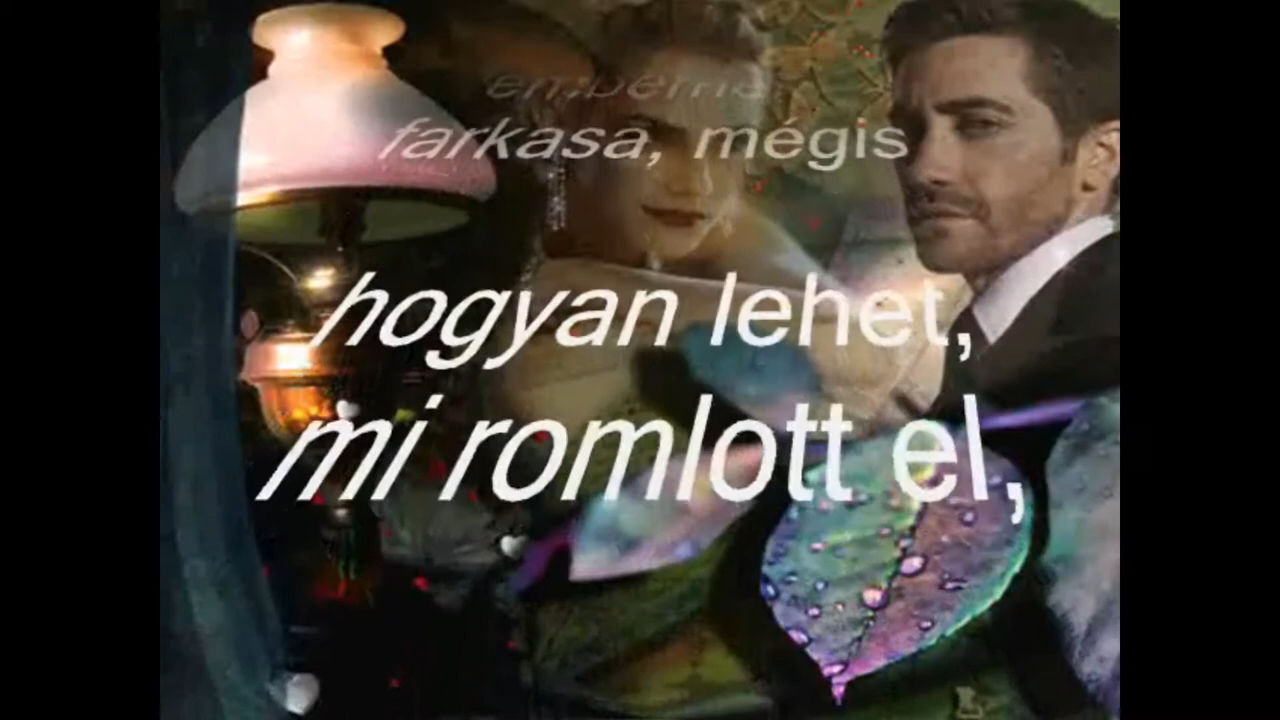 farkasa, mégis
hogyan lehet,
mi romlott el,